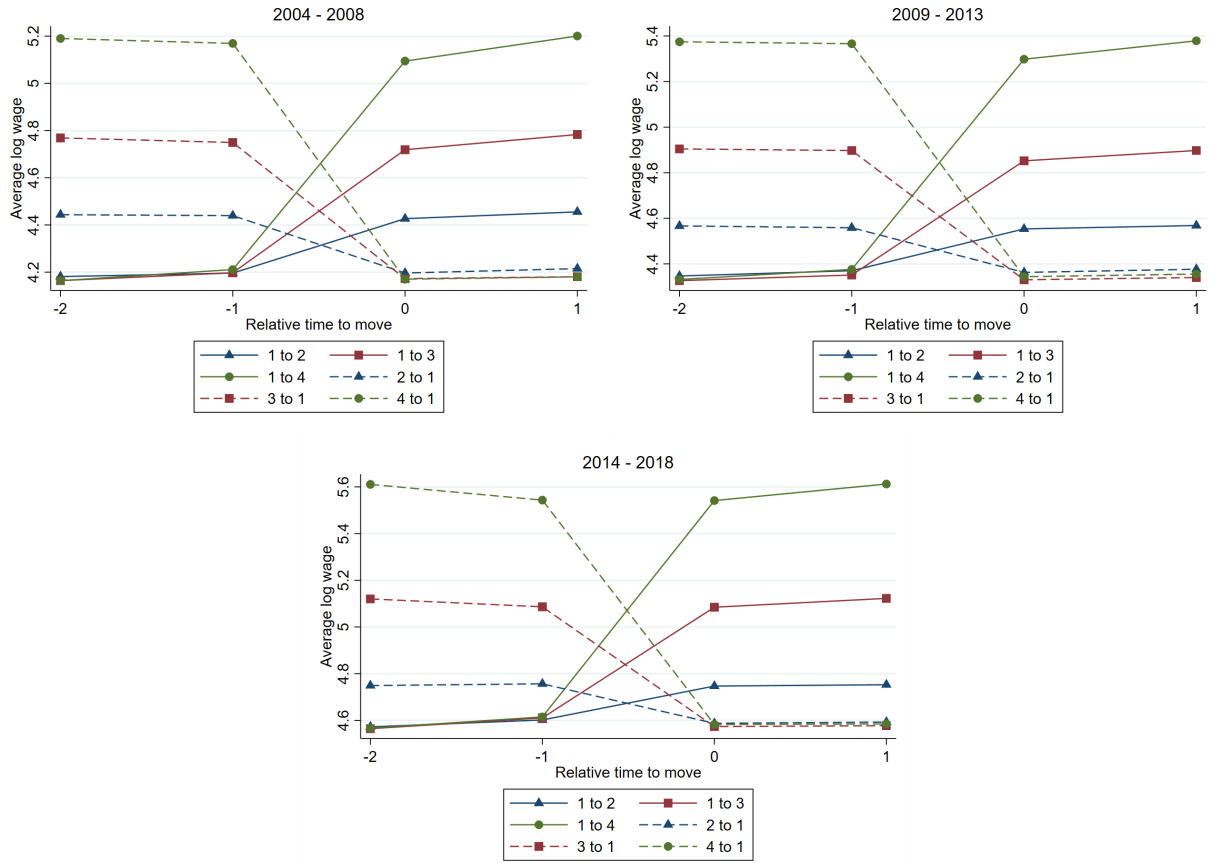 2004 - 2008
Average log wage
5.2
5
4.8
4.6
4.4
4.2
-2 -1 0 1
Relative time to move
1 to 2 1 to 3
1 to 4 2 to 1
3 to 1 4 to 1
2009 - 2013
Average log wage
5.4
5.2
5
4.8
4.6
4.4
-2 -1 0 1
Relative time to move
1 to 2 1 to 3
1 to 4 2 to 1
3 to 1 4 to 1
2014 - 2018
Average log wage
5.6
5.4
5.2
5
4.8
4.6
-2 -1 0 1
Relative time to move
1 to 2 1 to 3
1 to 4 2 to 1
3 to 1 4 to 1